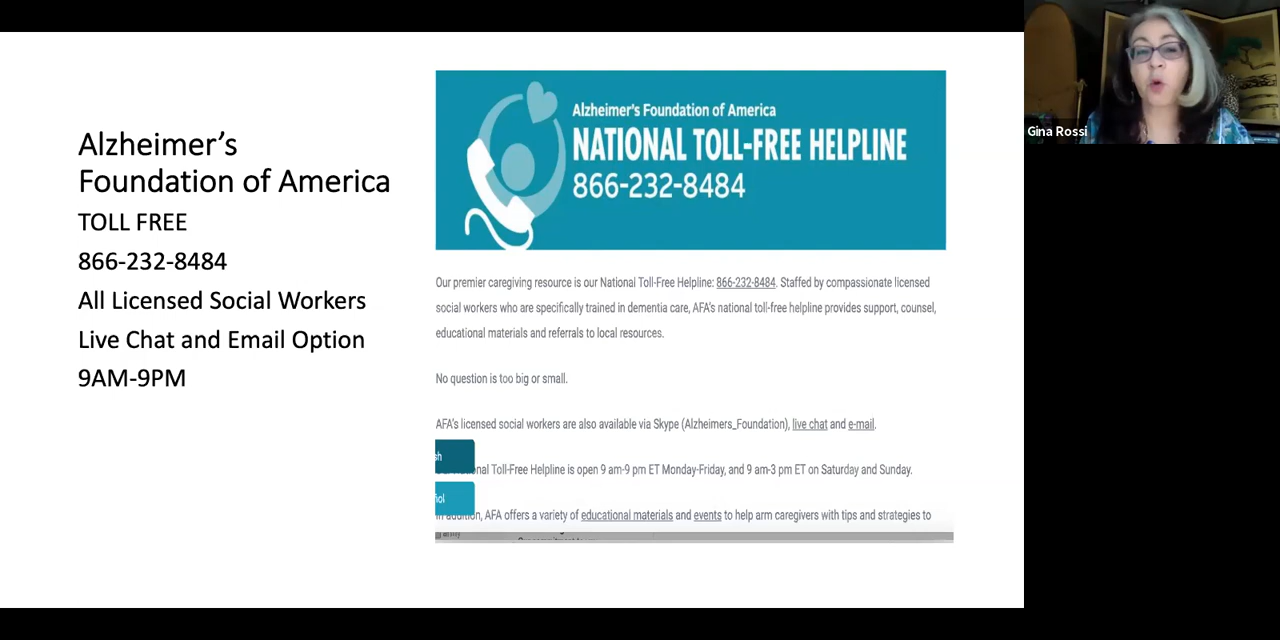 Alzheimer’s
Foundation of America
TOLL FREE
866-232-8484
All Licensed Social Workers
Live Chat and Email Option
9AM-9PM
Alzheimer's Foundation of America
NATIONAL TOLL-FREE HELPLINE
866-232-8484
Our premier caregiving resource is our National Toll-Free Helpline: 866-232-8484. Staffed by compassionate licensed
social workers who are specifically trained in dementia care, AFA's national toll-free helpline provides support, counsel,
educational materials and referrals to local resources.
No question is too big or small.
AFA's licensed social workers are also available via Skype (Alzheimers_Foundation), live chat and e-mail.
sh
National Toll-Free Helpline is open 9 am-9 pm ET Monday-Friday, and 9 am-3 pm ET on Saturday and Sunday.
ñol
In addition, AFA offers a variety of educational materials and events to help arm caregivers with tips and strategies to
Gina Rossi